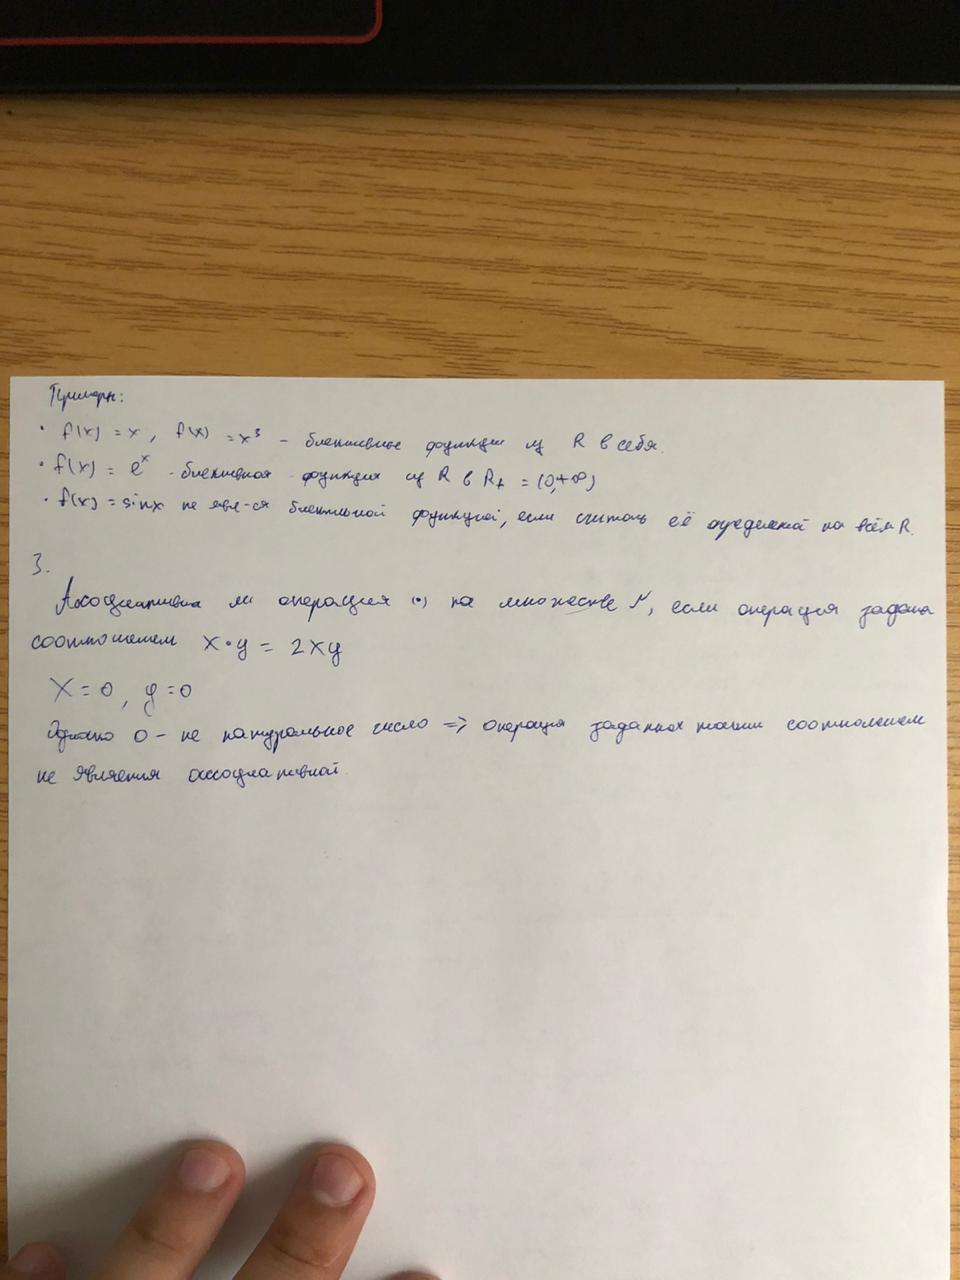 Примеры:
• f(x) = x, f(x) = x³ - биективные функции из R в себя.
• f(x) = eˣ - биективная функция из R в R₊ = (0,+∞)
• f(x) = sinx не явл-ся биективной функцией, если считать её определенной на всём R.
3.
Ассоциативна ли операция (•) на множестве N, если операция задана
соотношением x•y = 2xy
X=0, y=0
Однако 0 - не натуральное число => операция заданная таким соотношением
не является ассоциативной.